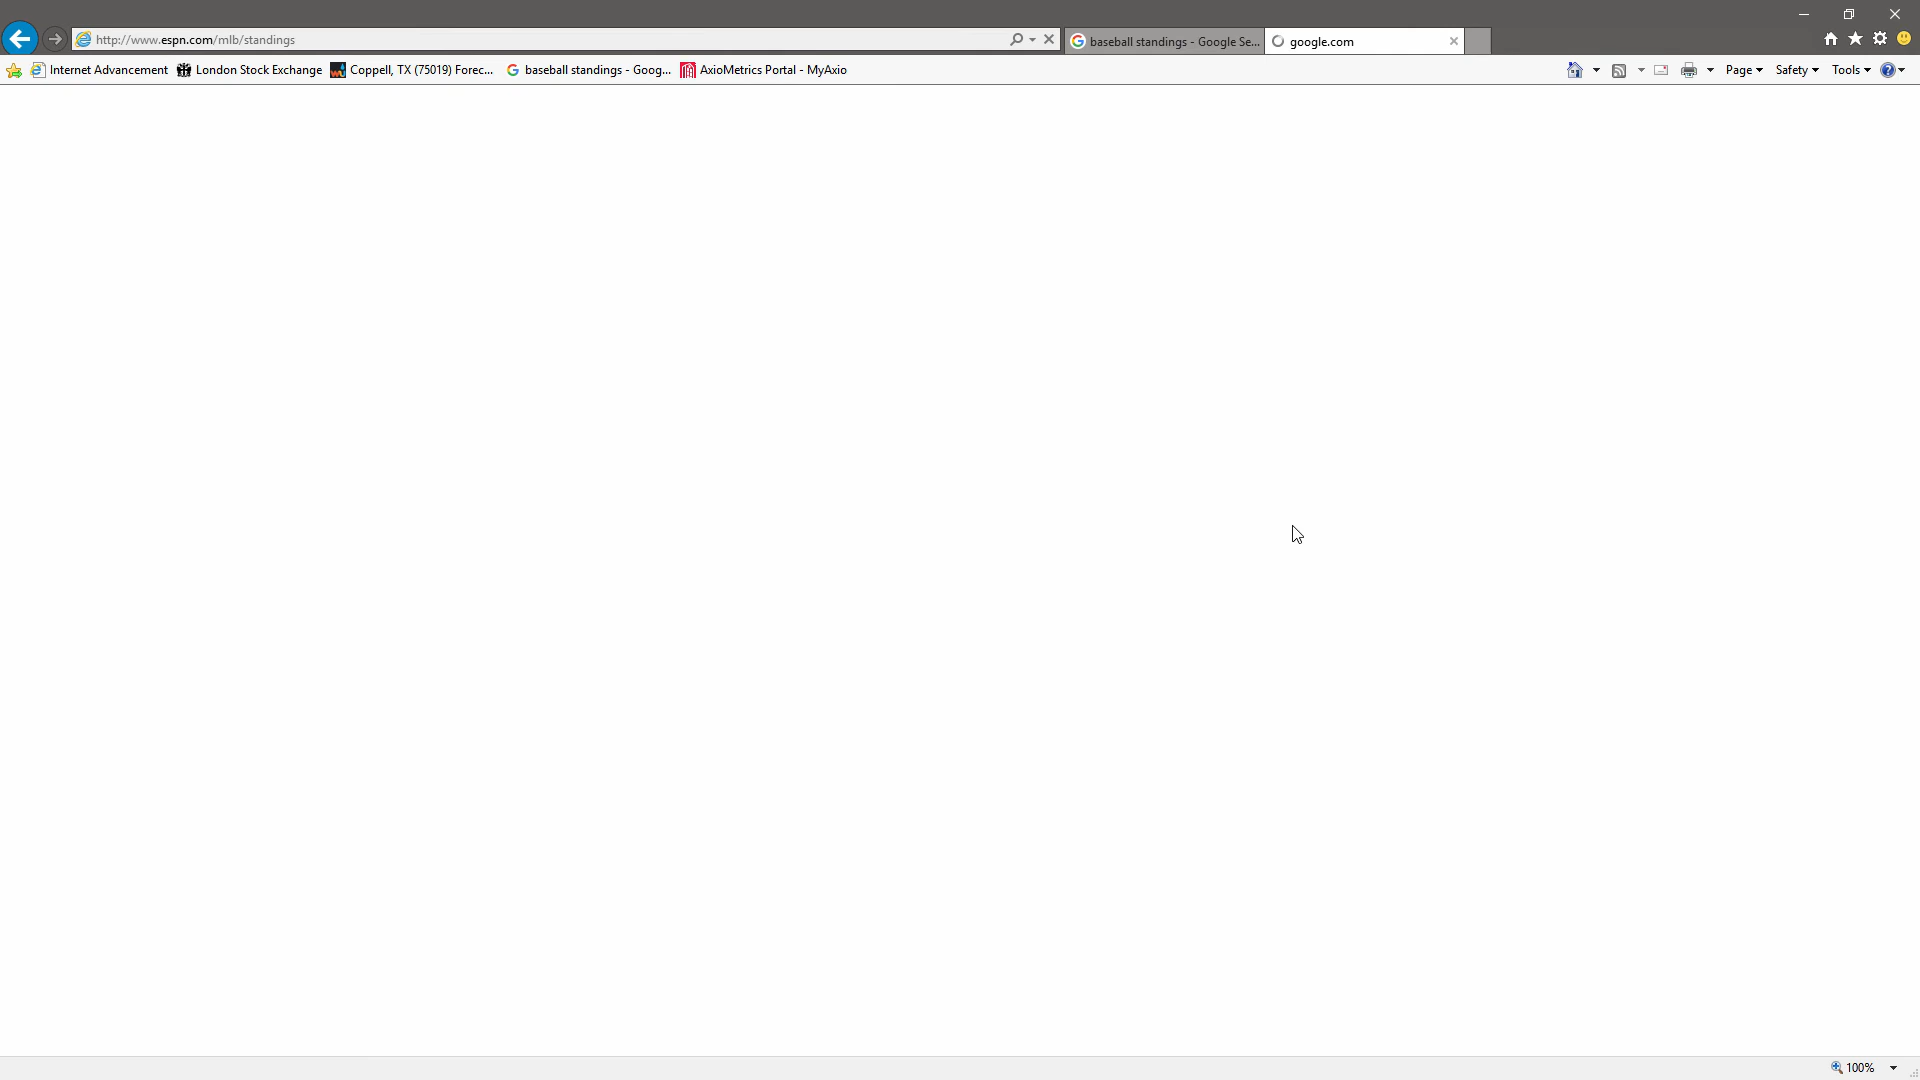 http://www.espn.com/mlb/standings
baseball standings - Google Se...
google.com
Internet Advancement
London Stock Exchange
Coppell, TX (75019) Forec...
baseball standings - Goog...
AxioMetrics Portal - MyAxio
Page
Safety
Tools
100%